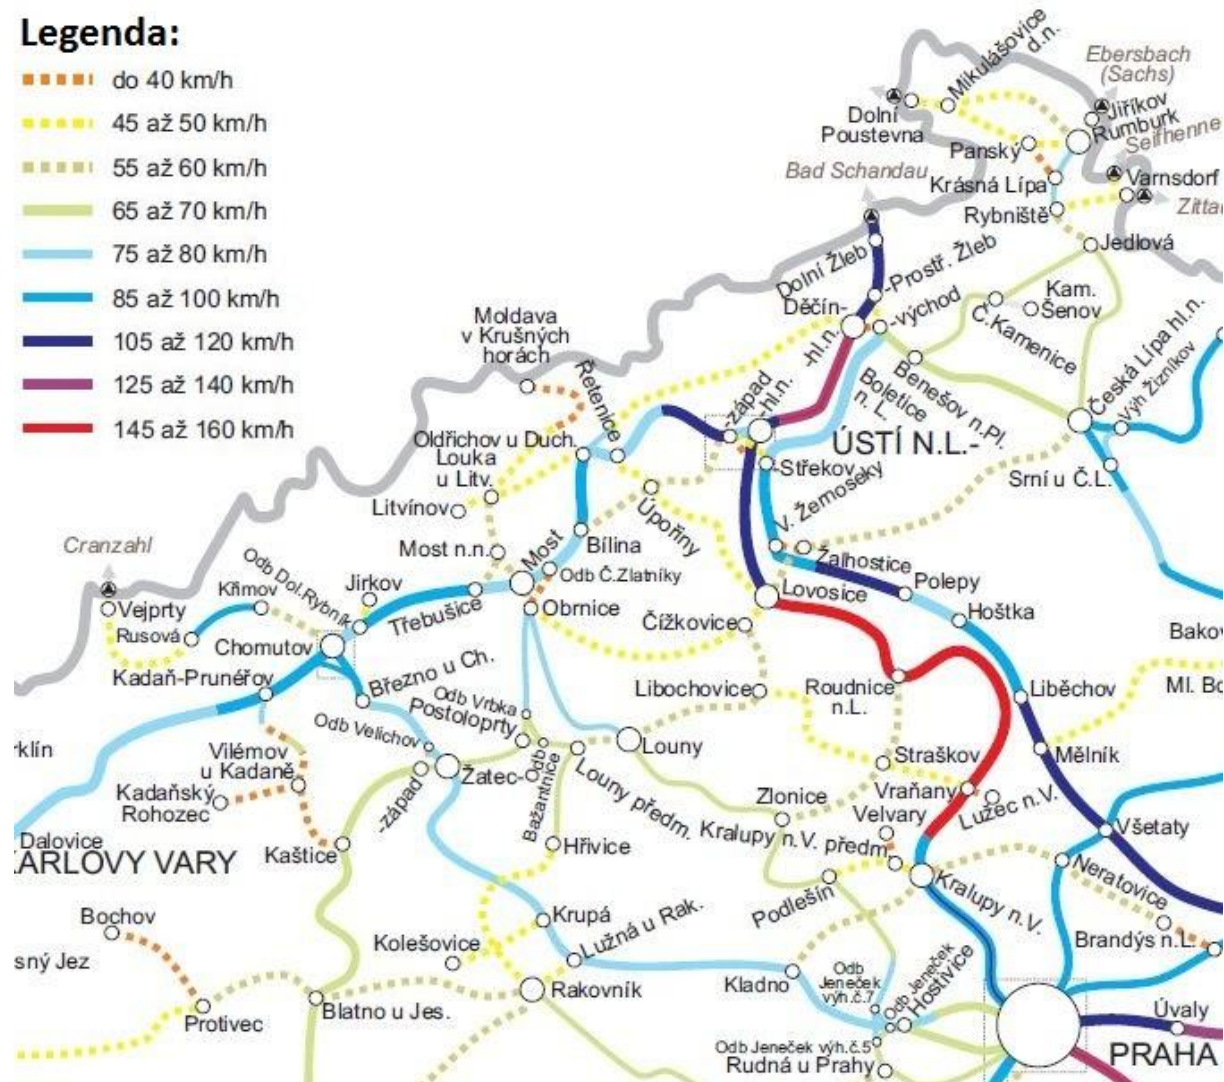 Legenda:
do 40 km/h
45 až 50 km/h
55 až 60 km/h
65 až 70 km/h
75 až 80 km/h
85 až 100 km/h
105 až 120 km/h
125 až 140 km/h
145 až 160 km/h
Mikulášovice
d.n.
Ebersbach
(Sachs)
Dolní
Poustevna
Jiříkov
Rumburk
Seifhenne
Panský
Bad Schandau
Krásná Lípa
Varnsdorf
Rybniště
Zittau
Jedlová
Dolní Žleb
-Prostř. Žleb
Děčín-
-východ
-hl.n.
Kam.
Šenov
Č.Kamenice
Moldava
v Krušných
horách
Řetenice
-západ
-hl.n.
Boletice
n. L.
Benešov n.Pl.
Česká Lípa hl.n.
Výh Žízníkov
Oldřichov u Duch.
Louka
u Litv.
ÚSTÍ N.L.-
-Střekov
Srní u Č.L.
Litvínov
Úpořiny
V. Žernoseky
Cranzahl
Most n.n.
Most
Bílina
Žalhostice
Odb Dol.Rybník
Jirkov
Odb Č.Zlatníky
Polepy
Křimov
Vejprty
Třebušice
Obrnice
Lovosice
Hoštka
Rusová
Chomutov
Čížkovice
Bakov
Kadaň-Prunéřov
Březno u Ch.
Odb Vrbka
Postoloprty
Libochovice
Roudnice
n.L.
Liběchov
Ml. Bo
rklín
Odb Velichov
Vilémov
u Kadaně
Louny
Straškov
Mělník
Žatec-
-západ
Odb
Bažantnice
Louny předm.
Kadaňský
Rohozec
Zlonice
Vraňany
Lužec n.V.
Velvary
Dalovice
KARLOVY VARY
Kaštice
Hřivice
Kralupy n.V. předm
Všetaty
Neratovice
Podlešín
Kralupy n.V.
Bochov
Krupá
Lužná u Rak.
Kolešovice
Brandýs n.L.
sný Jez
Kladno
Odb
Jeneček
výh.č.7
Odb Jeneček
Hostivice
Rakovník
Protivec
Blatno u Jes.
Úvaly
Odb Jeneček výh.č.5
Rudná u Prahy
PRAHA